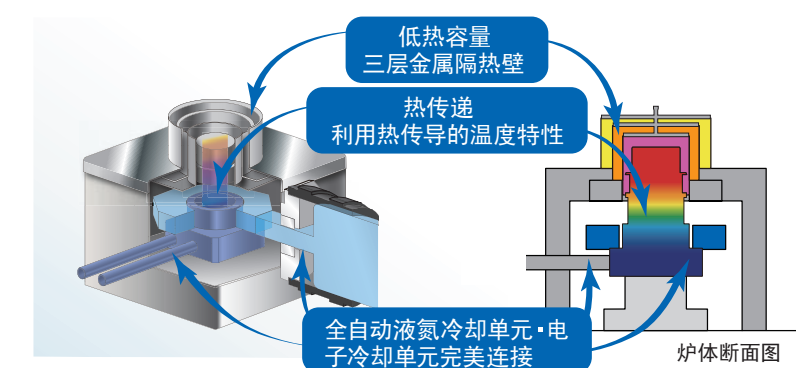 低热容量
三层金属隔热壁
热传递
利用热传导的温度特性
全自动液氮冷却单元·电
子冷却单元完美连接
炉体断面图